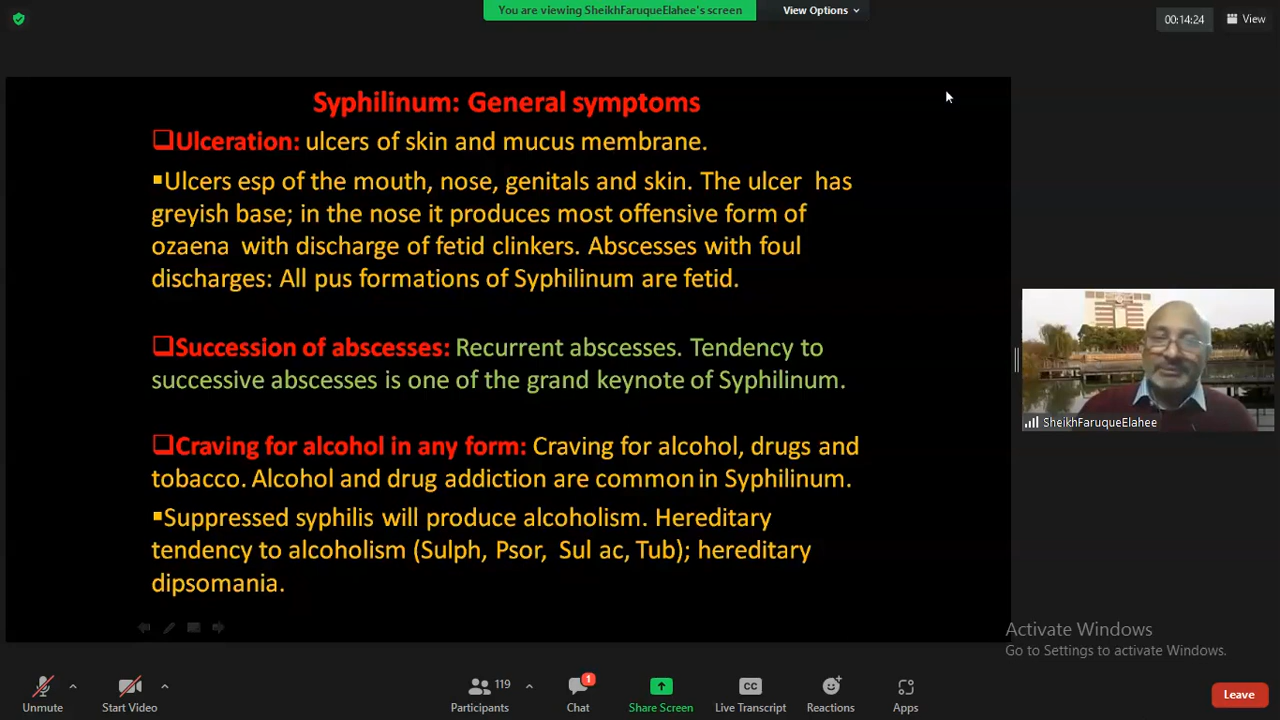 You are viewing SheikhFaruqueElahee's screen
View Options
00:14:24
View
Syphilinum: General symptoms
Ulceration: ulcers of skin and mucus membrane.
Ulcers esp of the mouth, nose, genitals and skin. The ulcer has
greyish base; in the nose it produces most offensive form of
ozaena with discharge of fetid clinkers. Abscesses with foul
discharges: All pus formations of Syphilinum are fetid.
Succession of abscesses: Recurrent abscesses. Tendency to
successive abscesses is one of the grand keynote of Syphilinum.
SheikhFaruqueElahee
Craving for alcohol in any form: Craving for alcohol, drugs and
tobacco. Alcohol and drug addiction are common in Syphilinum.
Suppressed syphilis will produce alcoholism. Hereditary
tendency to alcoholism (Sulph, Psor, Sul ac, Tub); hereditary
dipsomania.
Activate Windows
Go to Settings to activate Windows.
Unmute
Start Video
119
Participants
1
Chat
Share Screen
CC
Live Transcript
Reactions
Apps
Leave